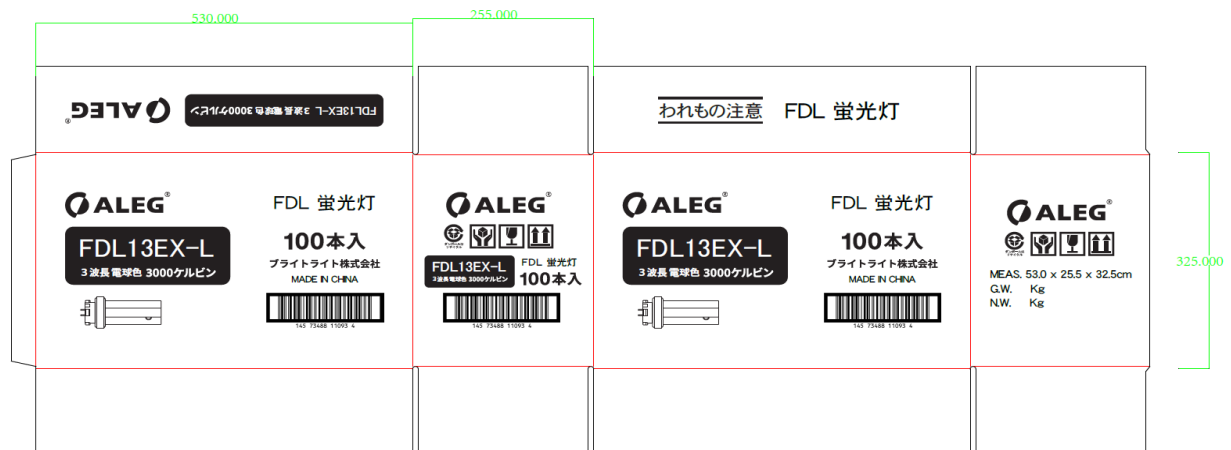 530.000
255.000
ALEG®
FDL13EX-L 3波長電球色 3000ケルビン
われもの注意 FDL 蛍光灯
ALEG®
FDL13EX-L
3波長電球色 3000ケルビン
FDL 蛍光灯
100本入
ブライトライト株式会社
MADE IN CHINA
145 73488 11093 4
ALEG®
FDL13EX-L
3波長電球色 3000ケルビン
FDL 蛍光灯
100本入
145 73488 11093 4
ALEG®
FDL13EX-L
3波長電球色 3000ケルビン
FDL 蛍光灯
100本入
ブライトライト株式会社
MADE IN CHINA
145 73488 11093 4
ALEG®
MEAS. 53.0 x 25.5 x 32.5cm
G.W. Kg
N.W. Kg
325.000